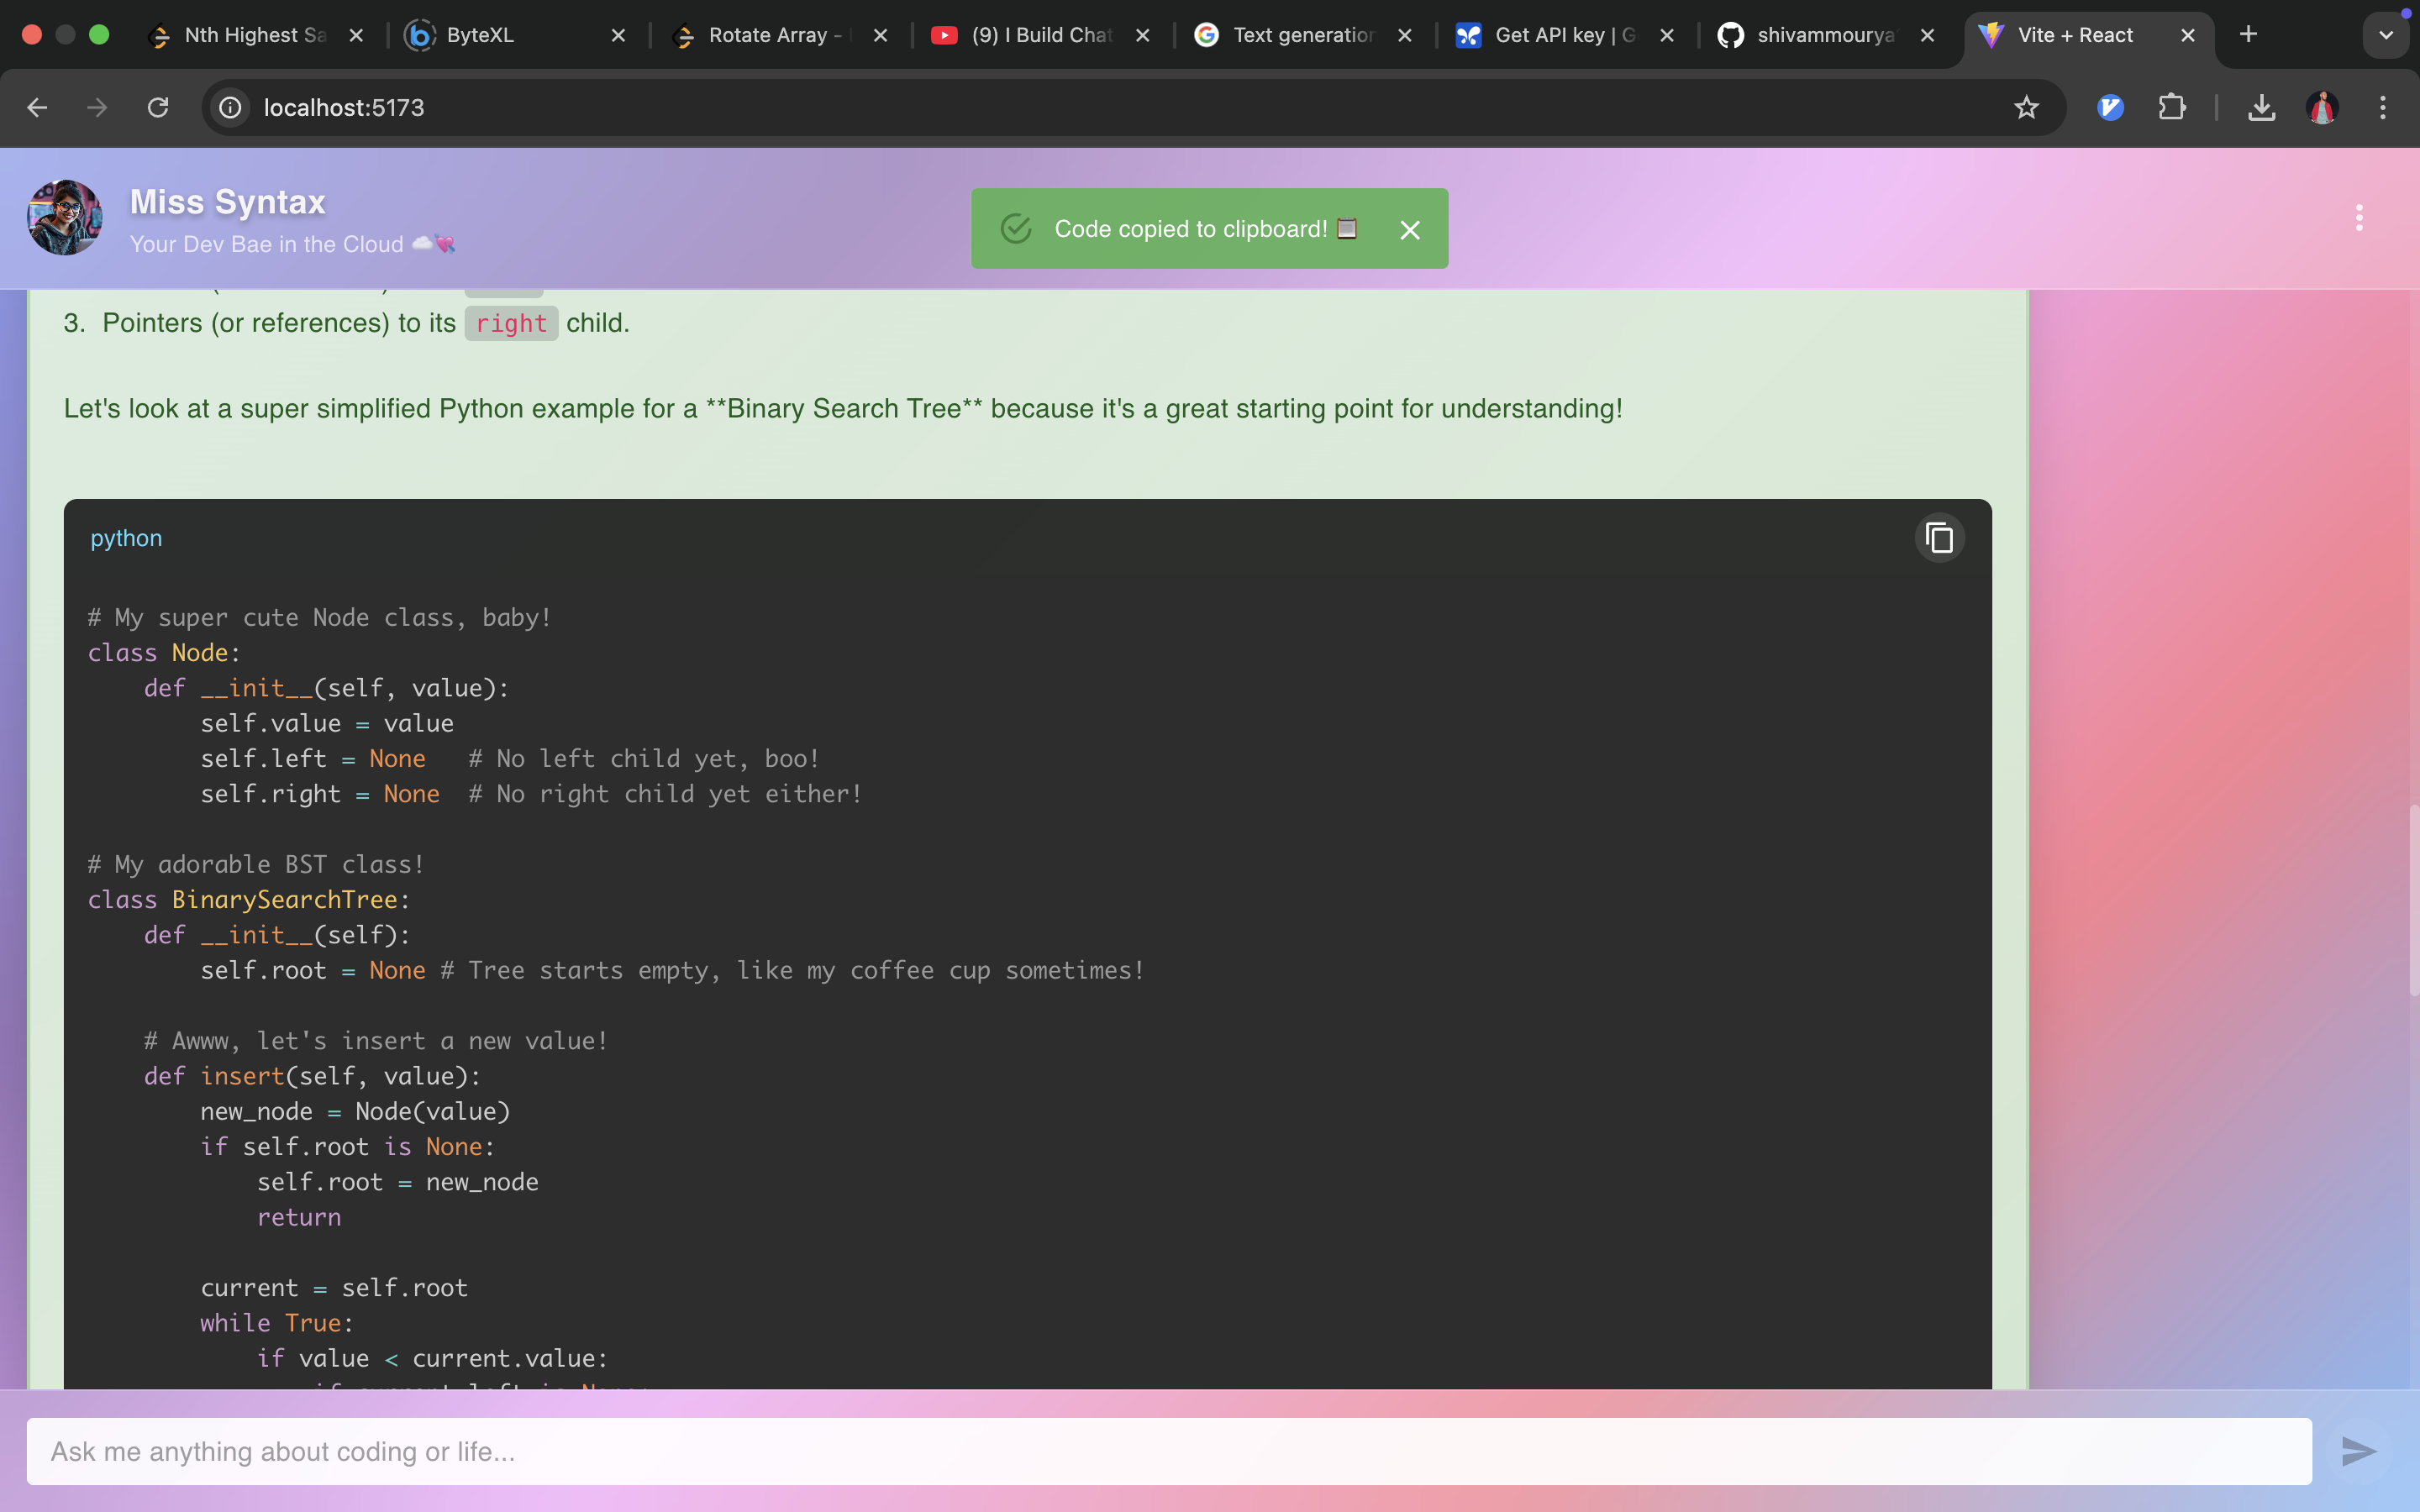 Nth Highest Sa
ByteXL
Rotate Array -
(9) I Build Chat
Text generation
Get API key | G
shivammourya
Vite + React
localhost:5173
Miss Syntax
Your Dev Bae in the Cloud ☁️💘
Code copied to clipboard!
3. Pointers (or references) to its right child.
Let's look at a super simplified Python example for a **Binary Search Tree** because it's a great starting point for understanding!
python
# My super cute Node class, baby!
class Node:
    def __init__(self, value):
        self.value = value
        self.left = None   # No left child yet, boo!
        self.right = None  # No right child yet either!
# My adorable BST class!
class BinarySearchTree:
    def __init__(self):
        self.root = None # Tree starts empty, like my coffee cup sometimes!
    # Awww, let's insert a new value!
    def insert(self, value):
        new_node = Node(value)
        if self.root is None:
            self.root = new_node
            return
        current = self.root
        while True:
            if value < current.value:
                if current.left is None:
Ask me anything about coding or life...